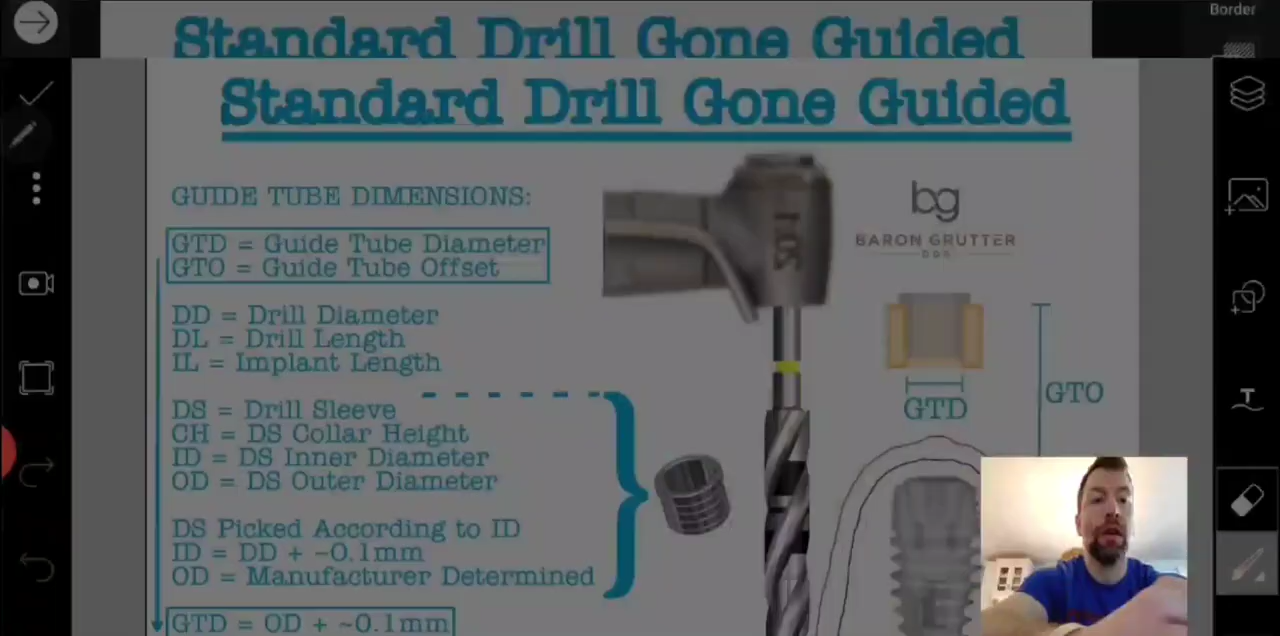 Border
Standard Drill Gone Guided
Standard Drill Gone Guided
GUIDE TUBE DIMENSIONS:
GTD = Guide Tube Diameter
GTO = Guide Tube Offset
DD = Drill Diameter
DL = Drill Length
IL = Implant Length
DS = Drill Sleeve
CH = DS Collar Height
ID = DS Inner Diameter
OD = DS Outer Diameter
DS Picked According to ID
ID = DD + ~0.1mm
OD = Manufacturer Determined
GTD = OD + ~0.1mm
bg
BARON GRUTTER
DDS
GTD
GTO